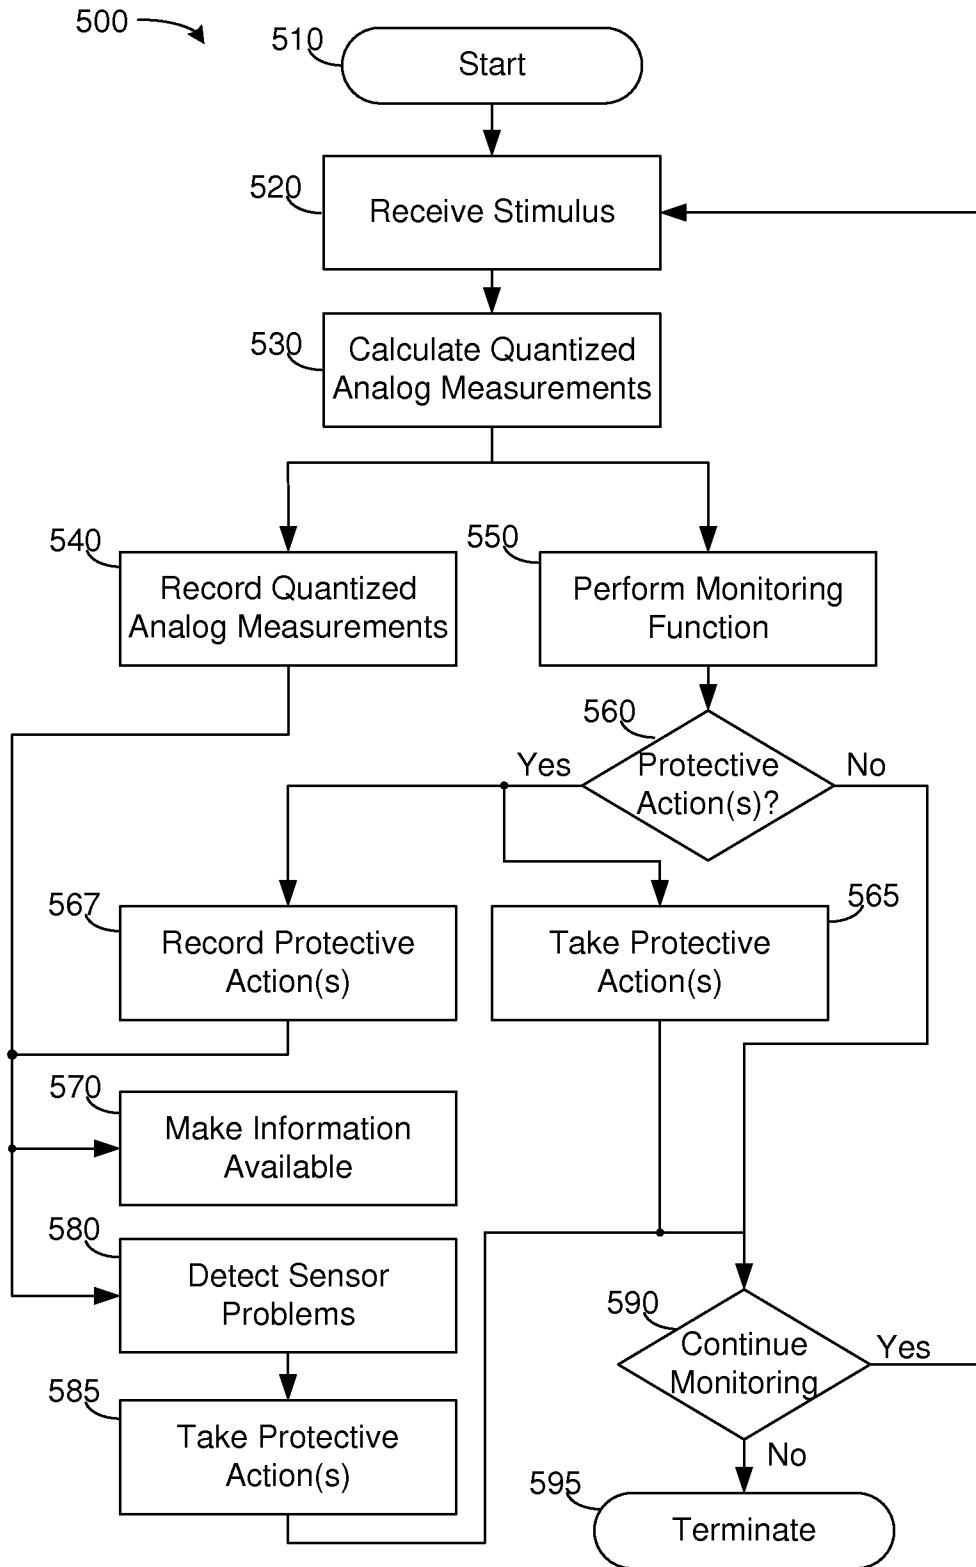 500
510
Start
520
Receive Stimulus
530
Calculate Quantized
Analog Measurements
540
Record Quantized
Analog Measurements
550
Perform Monitoring
Function
560
Protective
Action(s)?
Yes
No
567
Record Protective
Action(s)
565
Take Protective
Action(s)
570
Make Information
Available
580
Detect Sensor
Problems
585
Take Protective
Action(s)
590
Continue
Monitoring
Yes
No
595
Terminate